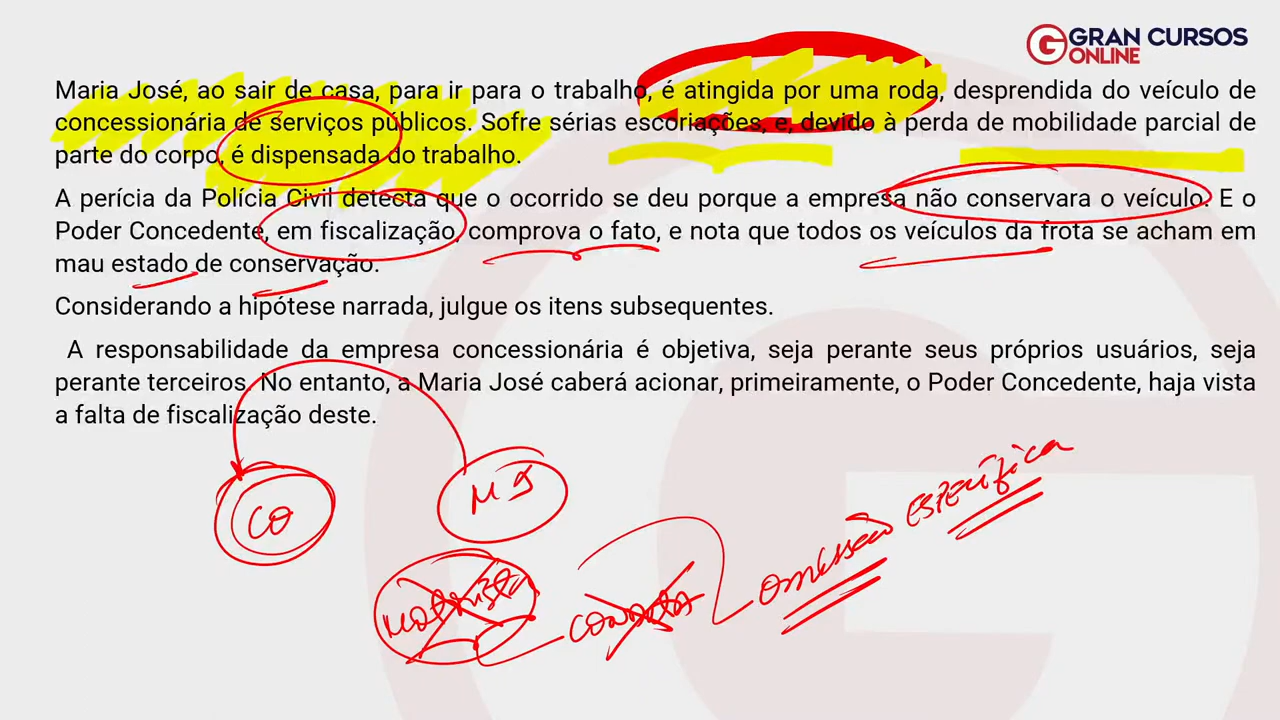 GRAN CURSOS
ONLINE
Maria José, ao sair de casa, para ir para o trabalho, é atingida por uma roda, desprendida do veículo de
concessionária de serviços públicos. Sofre sérias escoriações, e, devido à perda de mobilidade parcial de
parte do corpo, é dispensada do trabalho.
A perícia da Polícia Civil detecta que o ocorrido se deu porque a empresa não conservara o veículo. E o
Poder Concedente, em fiscalização, comprova o fato, e nota que todos os veículos da frota se acham em
mau estado de conservação.
Considerando a hipótese narrada, julgue os itens subsequentes.
A responsabilidade da empresa concessionária é objetiva, seja perante seus próprios usuários, seja
perante terceiros. No entanto, a Maria José caberá acionar, primeiramente, o Poder Concedente, haja vista
a falta de fiscalização deste.
CO
MJ
omissão ESPECÍFICA
motorista
conduta